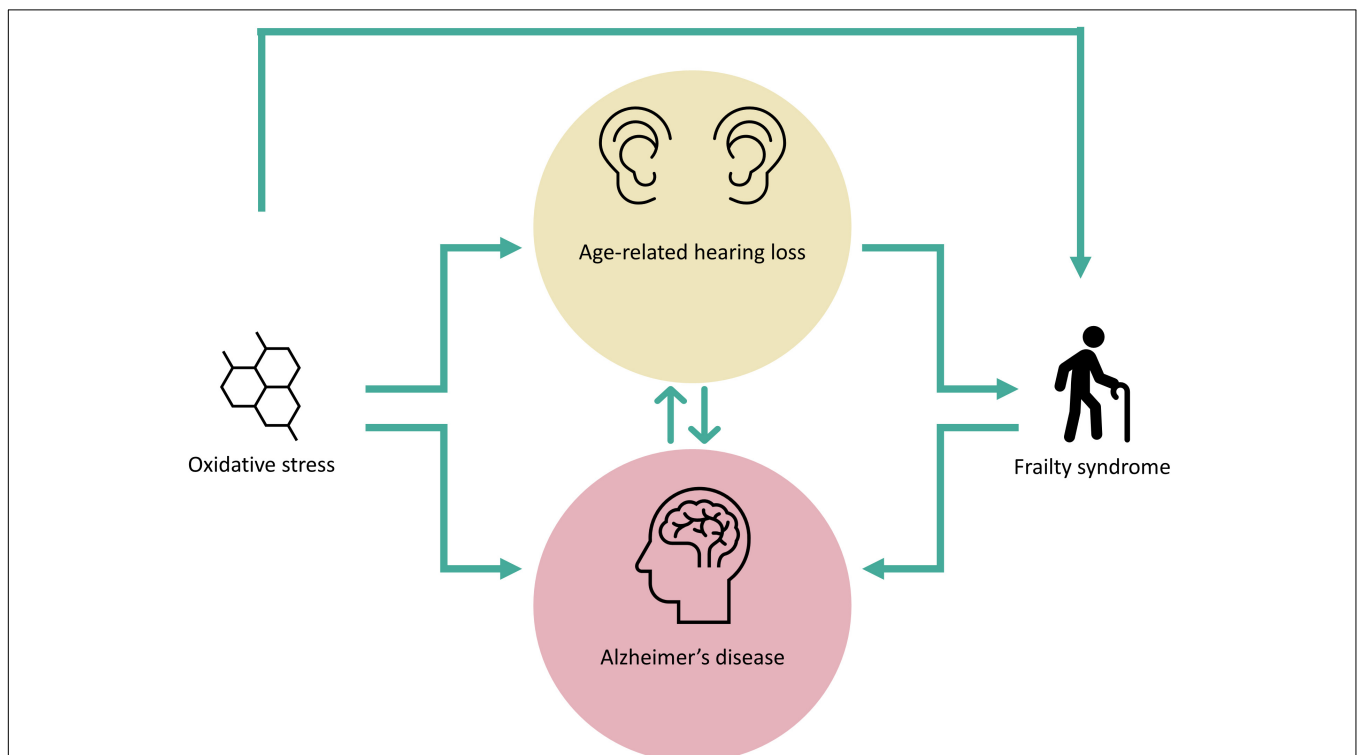 Age-related hearing loss
Oxidative stress
Frailty syndrome
Alzheimer’s disease